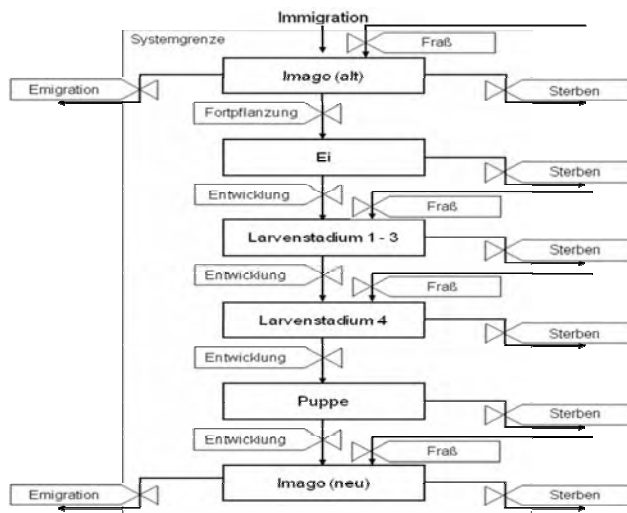 Immigration
Systemgrenze
Fraß
Imago (alt)
Emigration
Sterben
Fortpflanzung
Ei
Sterben
Entwicklung
Fraß
Larvenstadium 1 - 3
Sterben
Entwicklung
Fraß
Larvenstadium 4
Sterben
Entwicklung
Puppe
Sterben
Entwicklung
Fraß
Imago (neu)
Emigration
Sterben